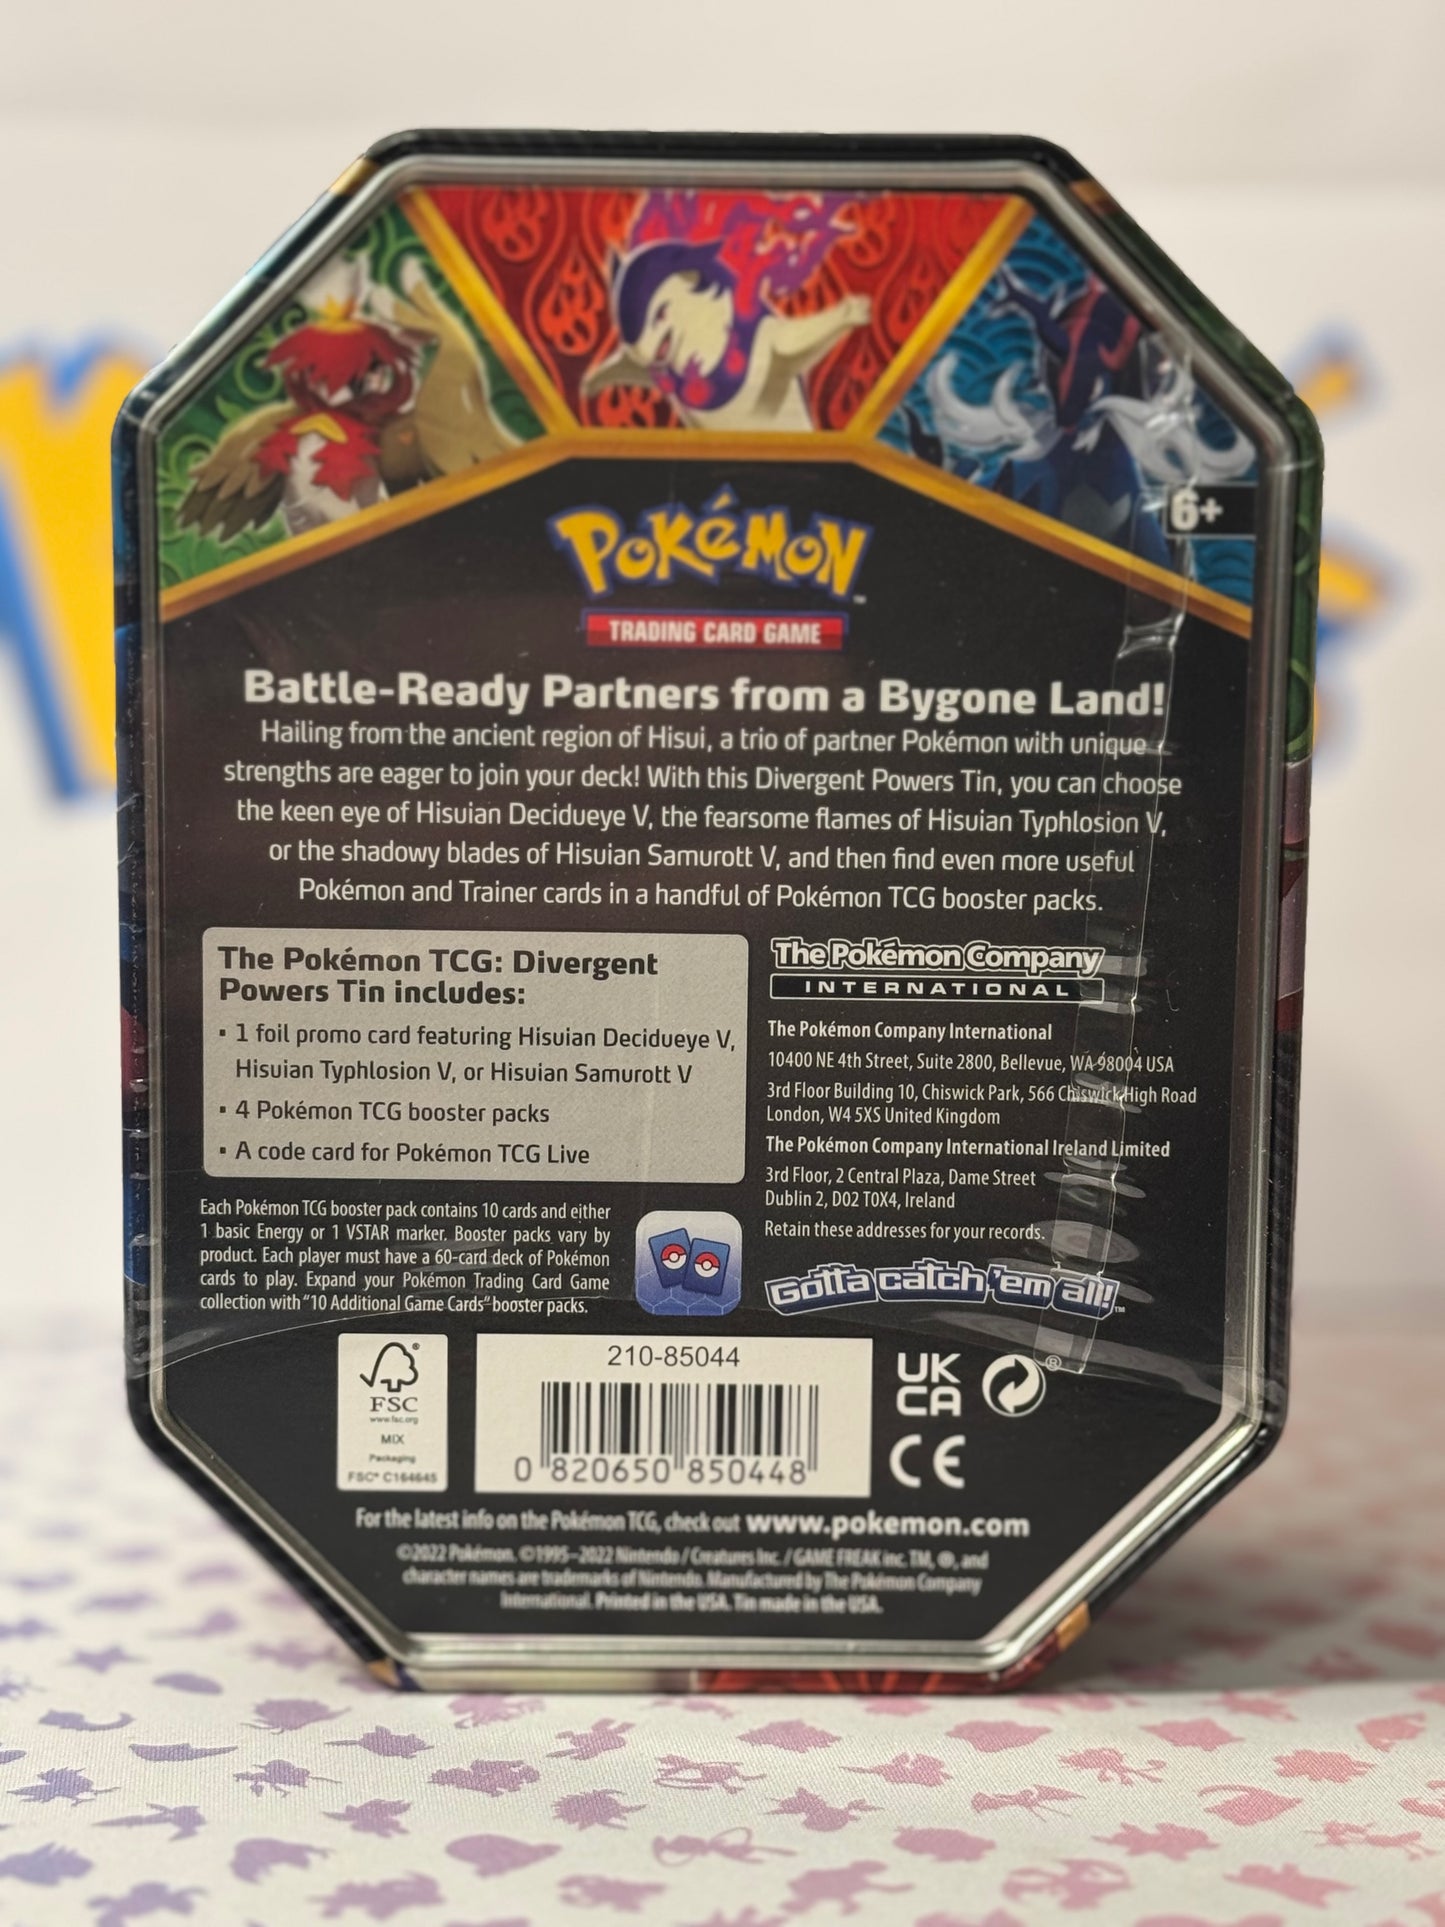 6+
POKéMON
™
TRADING CARD GAME
Battle-Ready Partners from a Bygone Land!
Hailing from the ancient region of Hisui, a trio of partner Pokémon with unique
strengths are eager to join your deck! With this Divergent Powers Tin, you can choose
the keen eye of Hisuian Decidueye V, the fearsome flames of Hisuian Typhlosion V,
or the shadowy blades of Hisuian Samurott V, and then find even more useful
Pokémon and Trainer cards in a handful of Pokémon TCG booster packs.
The Pokémon TCG: Divergent
Powers Tin includes:
▪ 1 foil promo card featuring Hisuian Decidueye V,
Hisuian Typhlosion V, or Hisuian Samurott V
▪ 4 Pokémon TCG booster packs
▪ A code card for Pokémon TCG Live
Each Pokémon TCG booster pack contains 10 cards and either
1 basic Energy or 1 VSTAR marker. Booster packs vary by
product. Each player must have a 60-card deck of Pokémon
cards to play. Expand your Pokémon Trading Card Game
collection with "10 Additional Game Cards" booster packs.
The Pokémon Company
INTERNATIONAL
The Pokémon Company International
10400 NE 4th Street, Suite 2800, Bellevue, WA 98004 USA
3rd Floor Building 10, Chiswick Park, 566 Chiswick High Road
London, W4 5XS United Kingdom
The Pokémon Company International Ireland Limited
3rd Floor, 2 Central Plaza, Dame Street
Dublin 2, D02 T0X4, Ireland
Retain these addresses for your records.
Gotta catch 'em all!™
FSC®
www.fsc.org
MIX
Packaging
FSC® C164645
210-85044
0 820650 850448
UK
CA
®
CE
For the latest info on the Pokémon TCG, check out www.pokemon.com
©2022 Pokémon. ©1995–2022 Nintendo / Creatures Inc. / GAME FREAK inc. TM, ®, and
character names are trademarks of Nintendo. Manufactured by The Pokémon Company
International. Printed in the USA. Tin made in the USA.